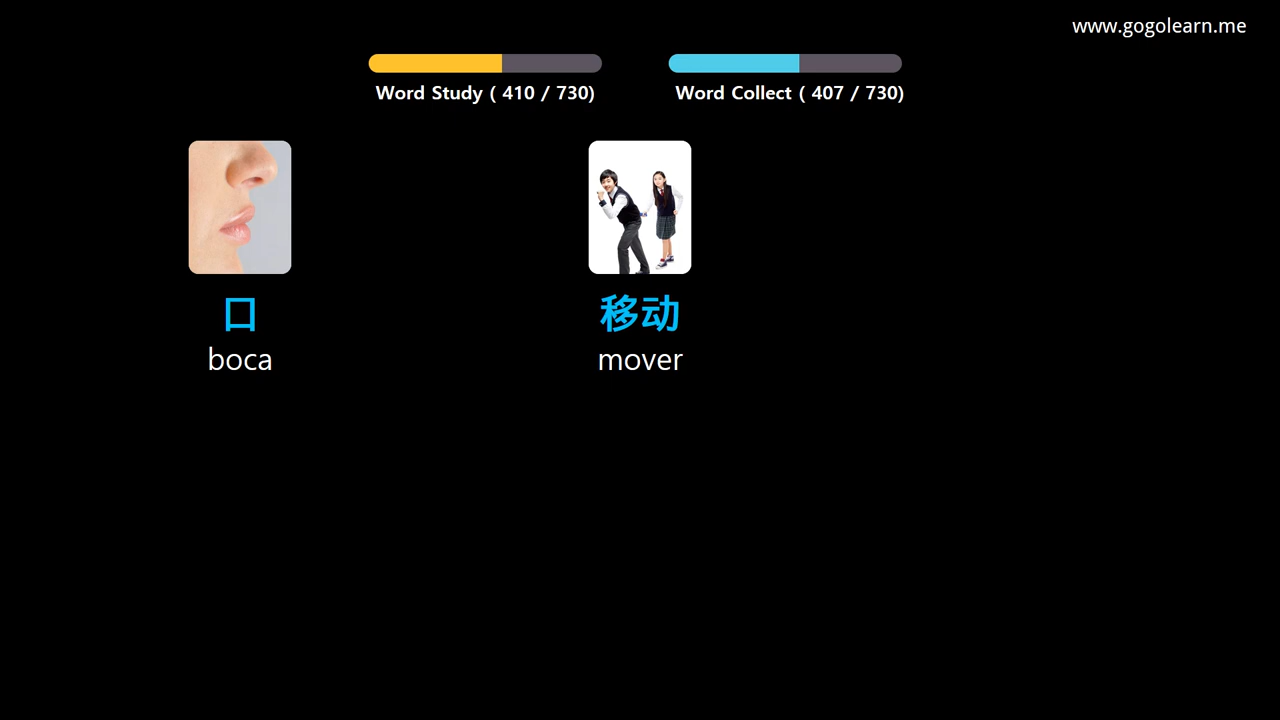 www.gogolearn.me
Word Study ( 410 / 730)
Word Collect ( 407 / 730)
口
boca
移动
mover